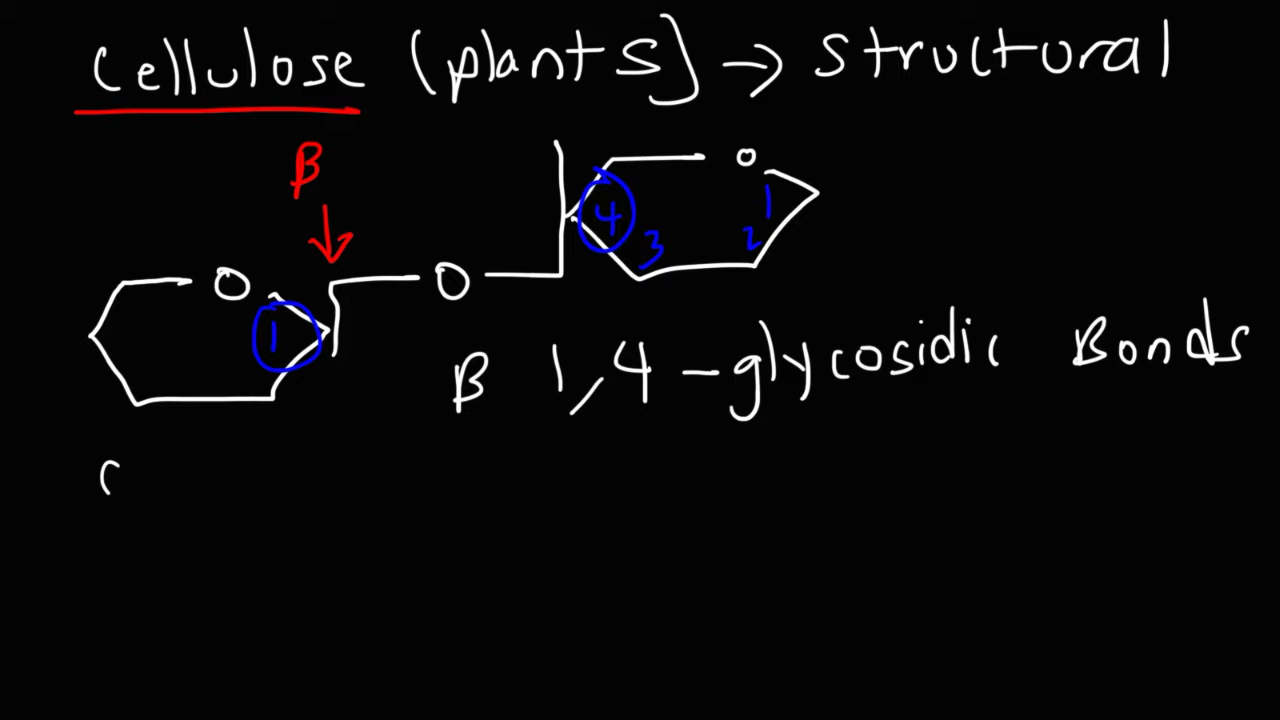 Cellulose (plants) → structural
β
O
4
1
3
2
O
O
1
β 1,4-glycosidic Bonds